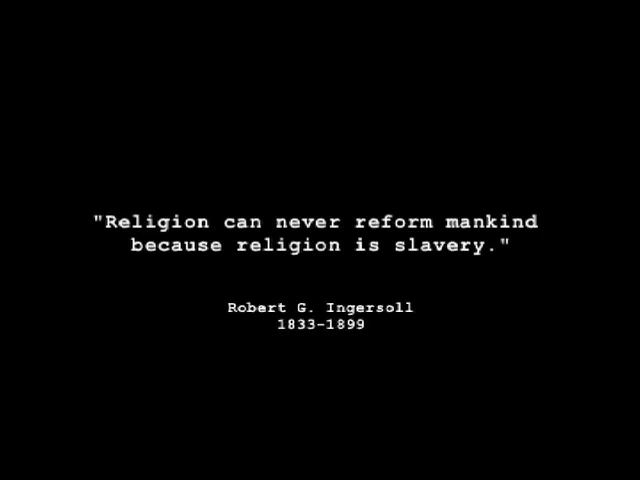 "Religion can never reform mankind
because religion is slavery."
Robert G. Ingersoll
1833-1899